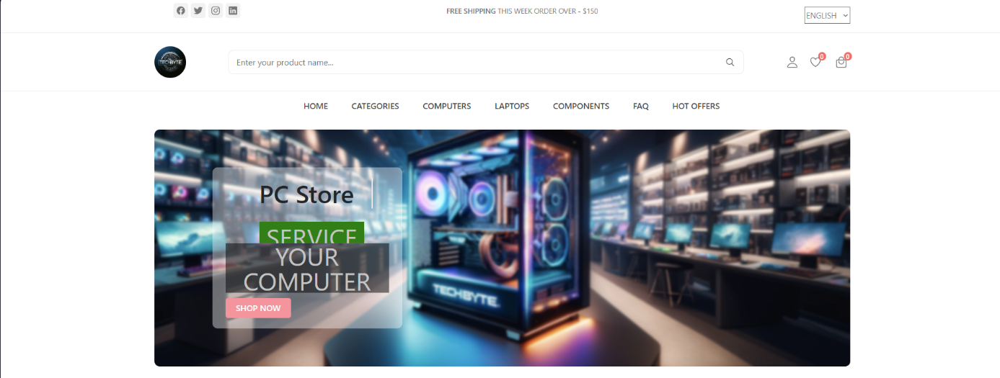 FREE SHIPPING THIS WEEK ORDER OVER - $150
ENGLISH
TECHBYTE
Enter your product name...
0
0
HOME
CATEGORIES
COMPUTERS
LAPTOPS
COMPONENTS
FAQ
HOT OFFERS
PC Store
SERVICE
YOUR
COMPUTER
SHOP NOW
TECHBYTE